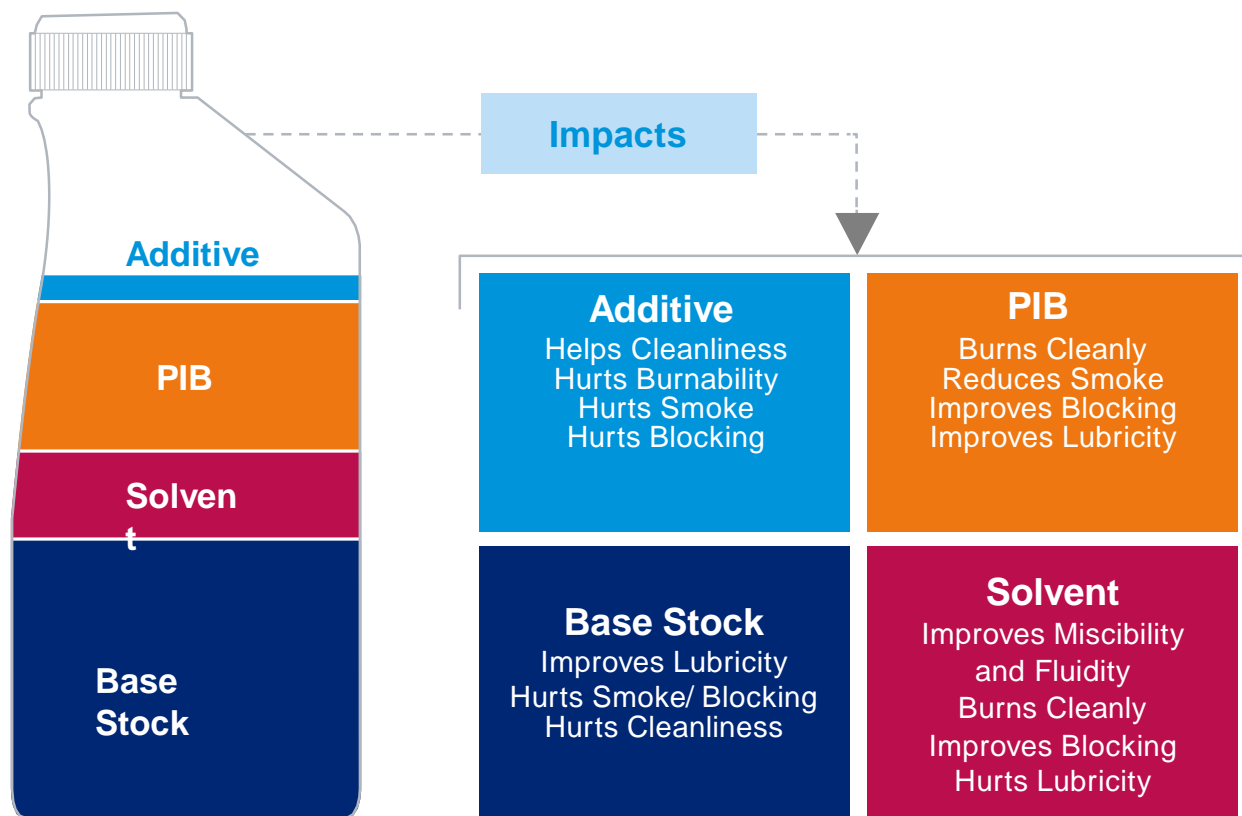 Impacts
Additive
PIB
Solven
t
Base
Stock
Additive
Helps Cleanliness
Hurts Burnability
Hurts Smoke
Hurts Blocking
PIB
Burns Cleanly
Reduces Smoke
Improves Blocking
Improves Lubricity
Base Stock
Improves Lubricity
Hurts Smoke/ Blocking
Hurts Cleanliness
Solvent
Improves Miscibility
and Fluidity
Burns Cleanly
Improves Blocking
Hurts Lubricity